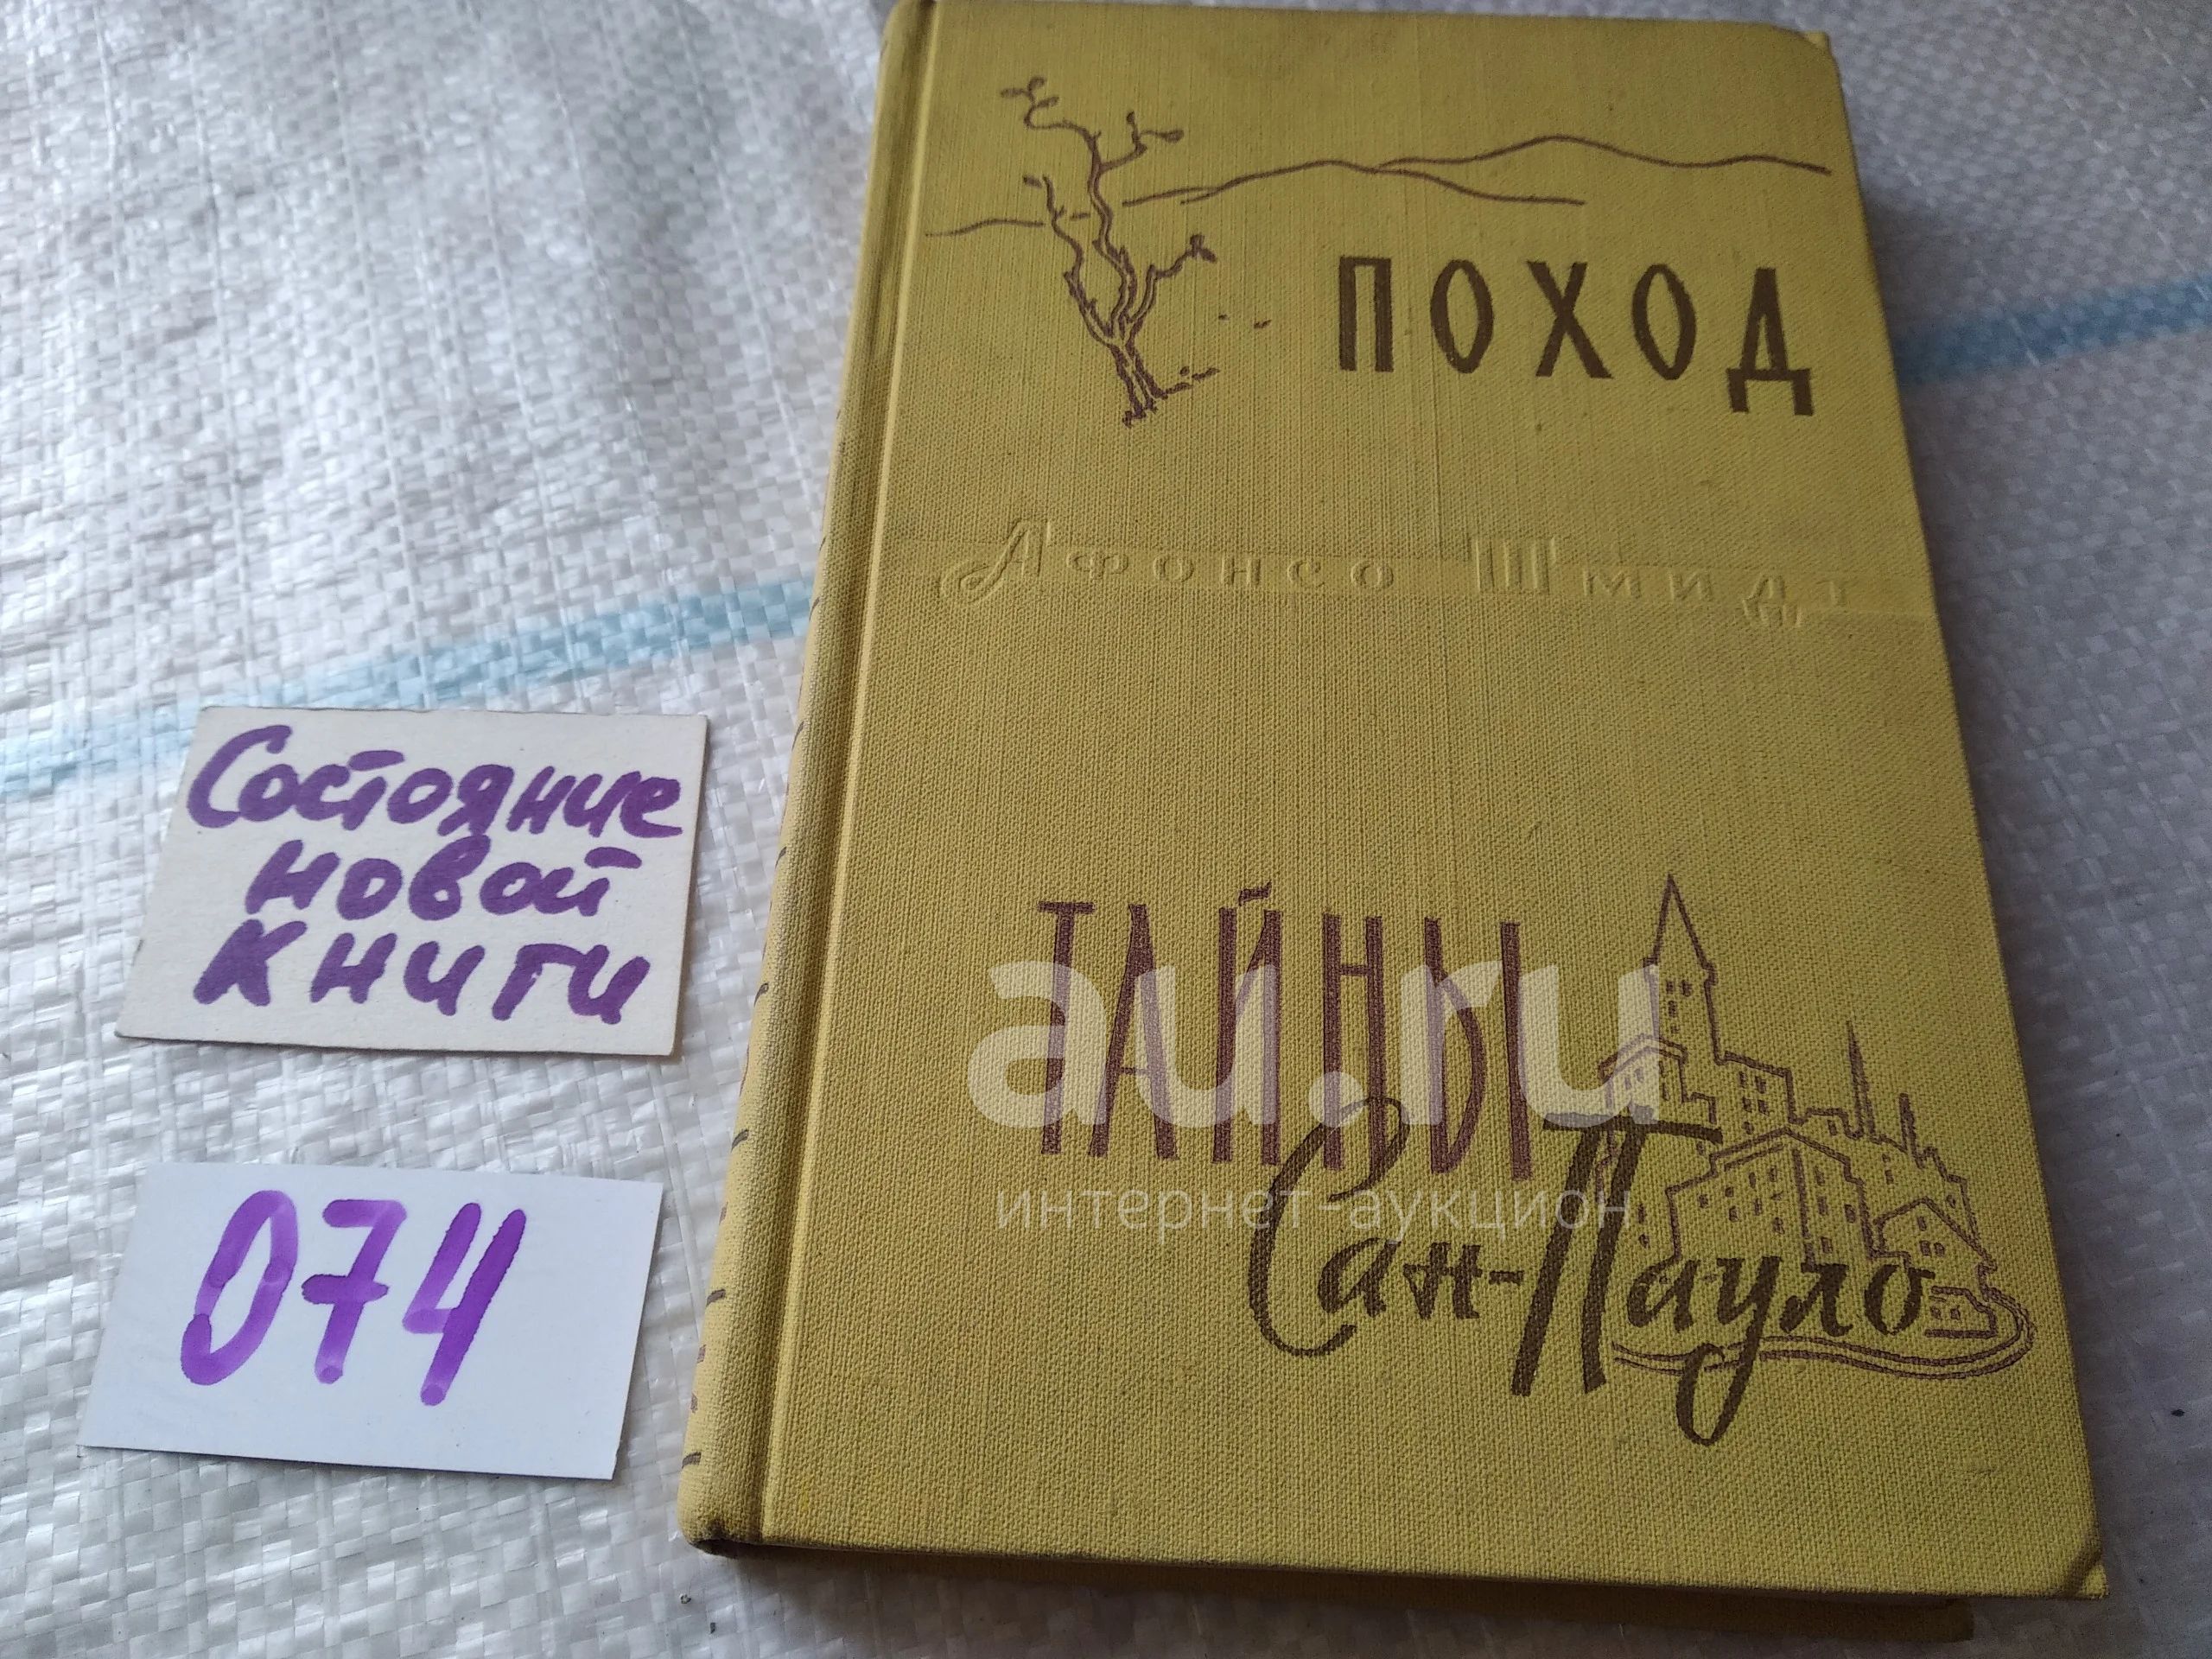 ПОХОД
Афонсо Шмидт
ТАЙНЫ
Сан-Пауло
Состояние
новой
книги
074
au.ru
интернет-аукцион